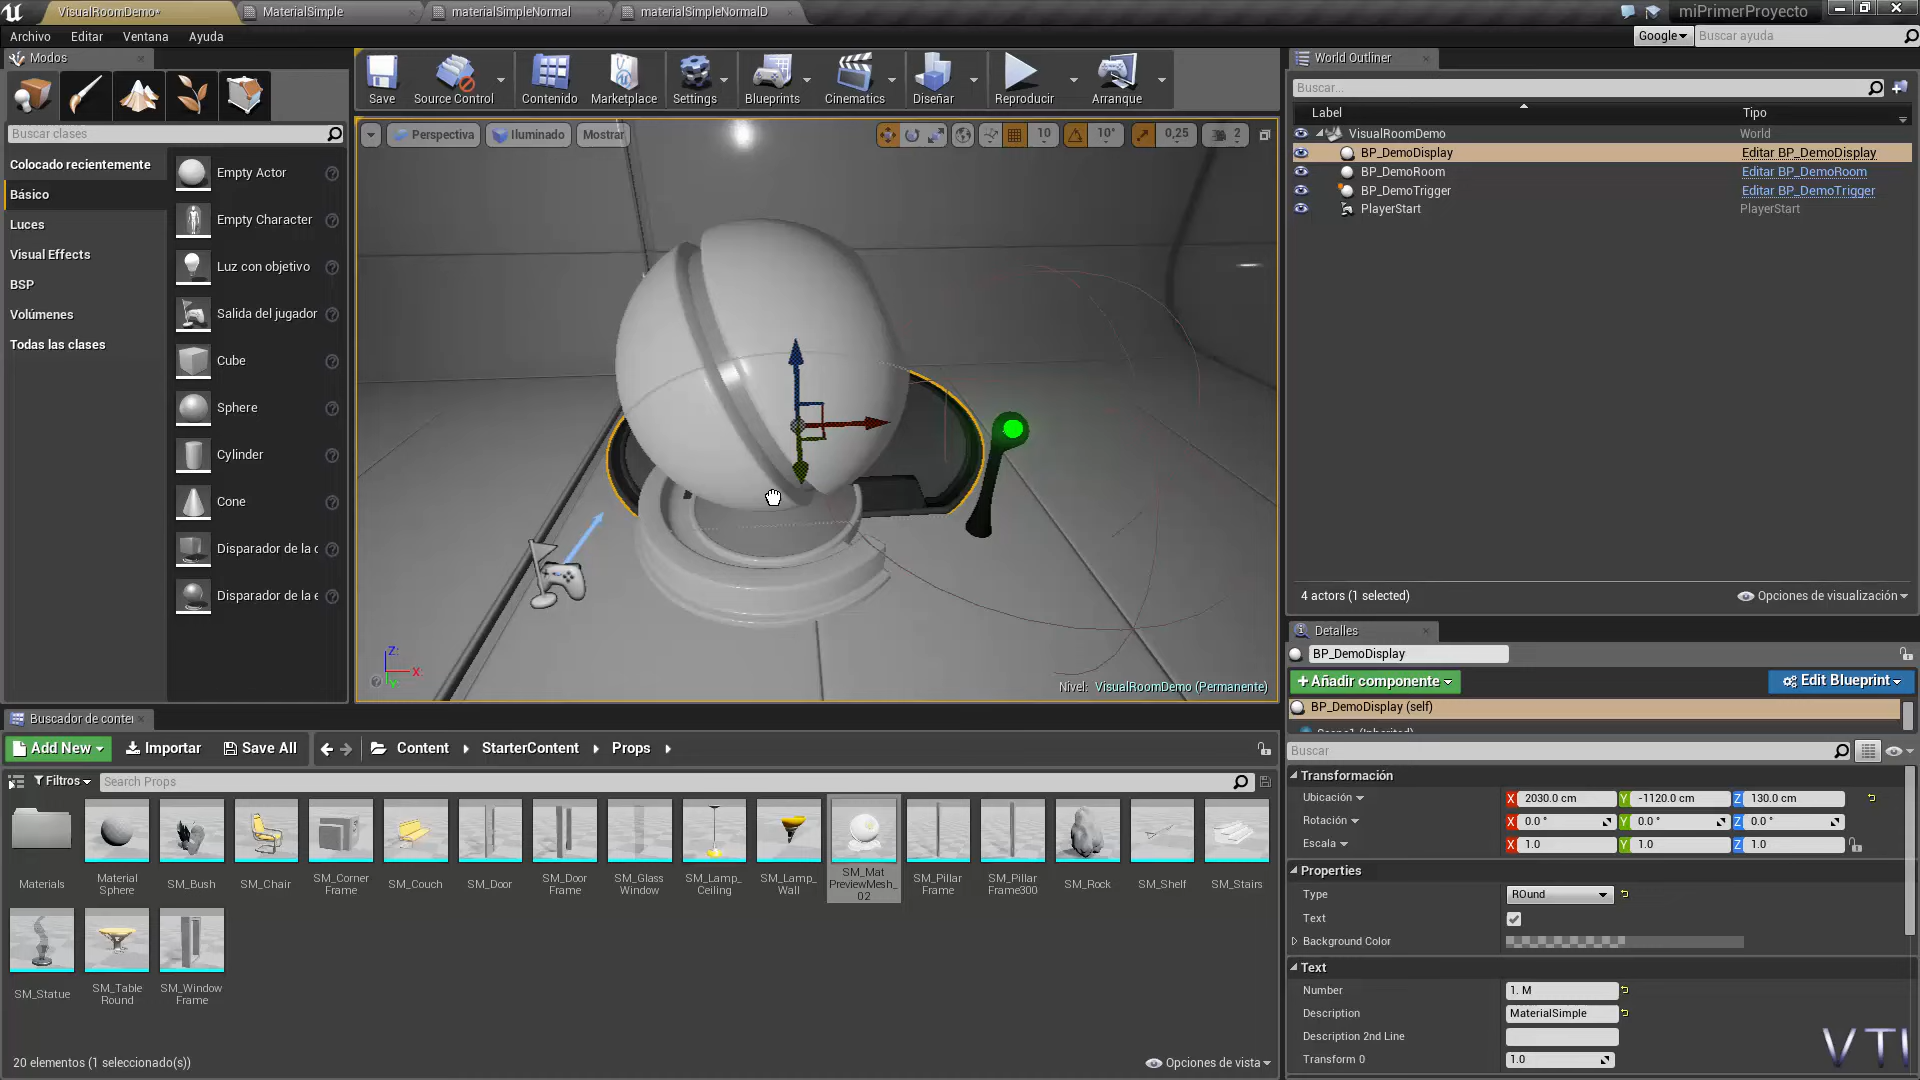 VisualRoomDemo*
MaterialSimple
materialSimpleNormal
materialSimpleNormalD
miPrimerProyecto
Archivo
Editar
Ventana
Ayuda
Google
Buscar ayuda
Modos
Buscar clases
Colocado recientemente
Básico
Luces
Visual Effects
BSP
Volúmenes
Todas las clases
Empty Actor
Empty Character
Luz con objetivo
Salida del jugador
Cube
Sphere
Cylinder
Cone
Disparador de la c
Disparador de la e
Save
Source Control
Contenido
Marketplace
Settings
Blueprints
Cinematics
Diseñar
Reproducir
Arranque
Perspectiva
Iluminado
Mostrar
10
10°
0,25
2
Z:
X:
Y:
Nivel: VisualRoomDemo (Permanente)
World Outliner
Buscar...
Label
Tipo
VisualRoomDemo
World
BP_DemoDisplay
Editar BP_DemoDisplay
BP_DemoRoom
Editar BP_DemoRoom
BP_DemoTrigger
Editar BP_DemoTrigger
PlayerStart
PlayerStart
4 actors (1 selected)
Opciones de visualización
Detalles
BP_DemoDisplay
Añadir componente
Edit Blueprint
BP_DemoDisplay (self)
Scene1 (Inherited)
Buscar
Transformación
Ubicación
X 2030.0 cm
Y -1120.0 cm
Z 130.0 cm
Rotación
X 0.0 °
Y 0.0 °
Z 0.0 °
Escala
X 1.0
Y 1.0
Z 1.0
Properties
Type
ROund
Text
Background Color
Text
Number
1. M
Description
MaterialSimple
Description 2nd Line
Transform 0
1.0
VTI
Buscador de conte
Add New
Importar
Save All
Content
StarterContent
Props
Filtros
Search Props
Materials
Material
Sphere
SM_Bush
SM_Chair
SM_Corner
Frame
SM_Couch
SM_Door
SM_Door
Frame
SM_Glass
Window
SM_Lamp_
Ceiling
SM_Lamp_
Wall
SM_Mat
PreviewMesh_
02
SM_Pillar
Frame
SM_Pillar
Frame300
SM_Rock
SM_Shelf
SM_Stairs
SM_Statue
SM_Table
Round
SM_Window
Frame
20 elementos (1 seleccionado(s))
Opciones de vista